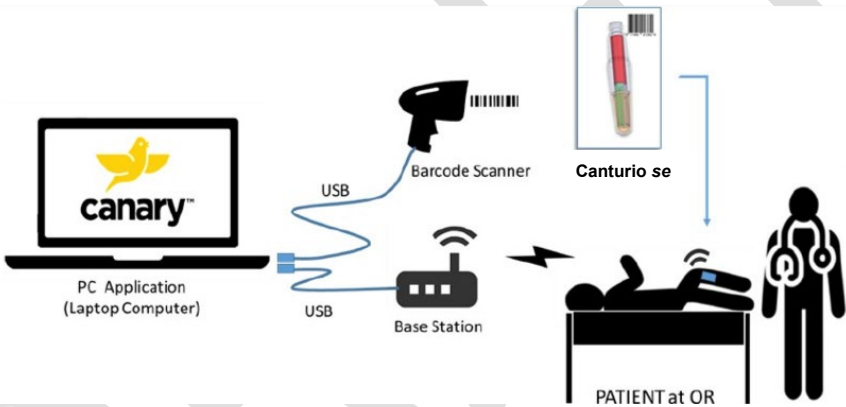 canary™
PC Application
(Laptop Computer)
USB
USB
Barcode Scanner
Base Station
Canturio se
PATIENT at OR